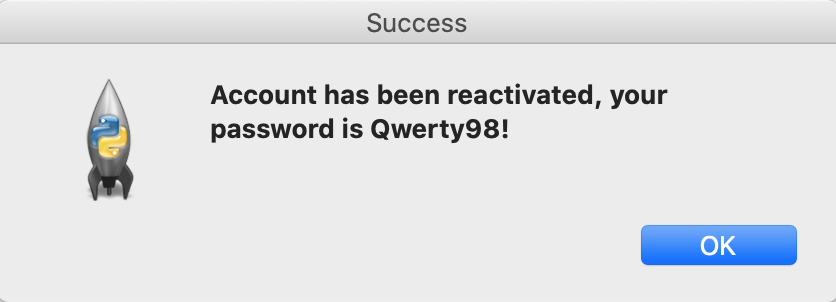 Success
Account has been reactivated, your
password is Qwerty98!
OK